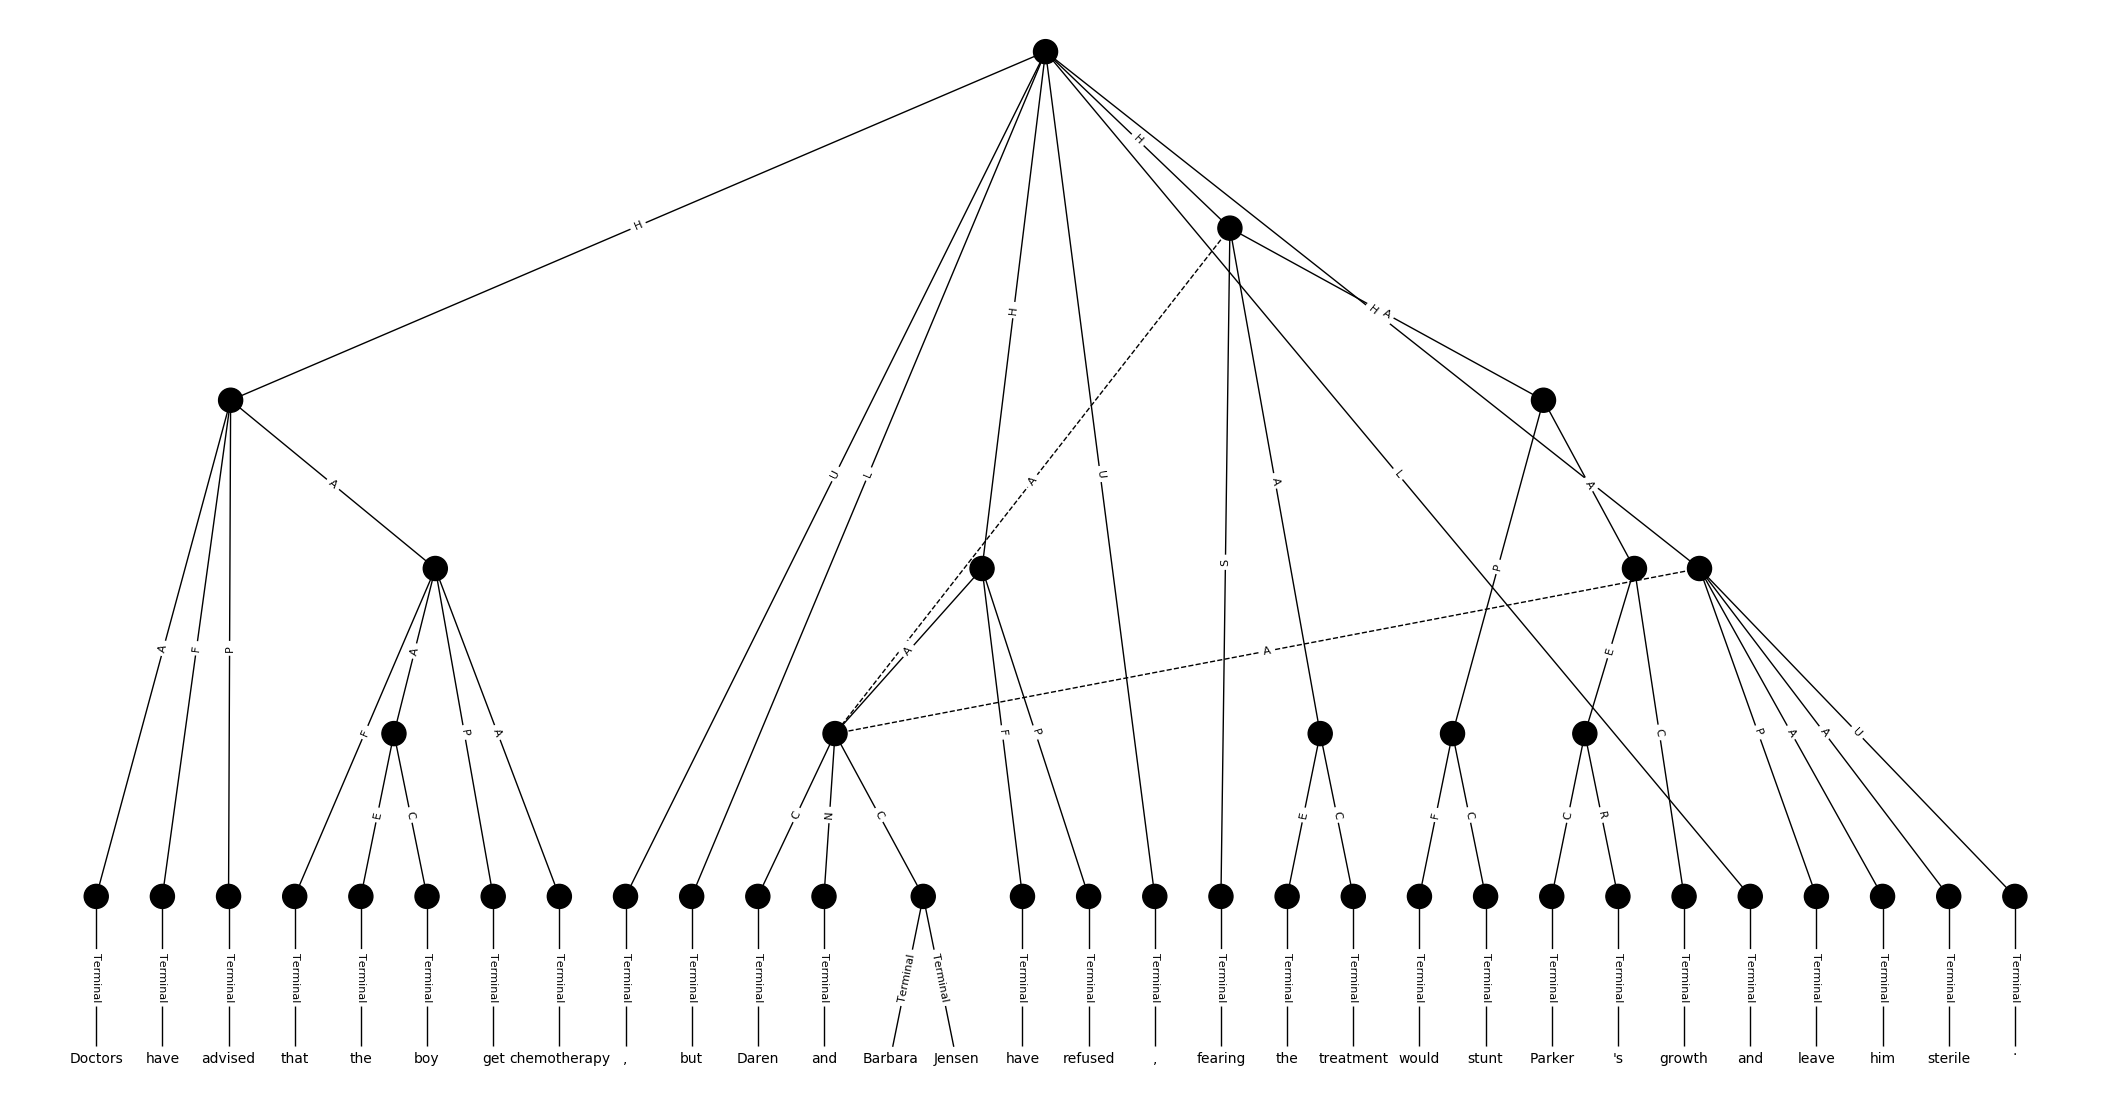 H
H
H
H A
H
A
U
L
A
U
A
L
A
S
P
A
F
P
A
A
A
E
F
P
A
F
P
C
P
A
A
U
E
C
C
N
C
E
C
F
C
C
R
Terminal Terminal Terminal Terminal Terminal Terminal Terminal Terminal Terminal Terminal Terminal Terminal Terminal Terminal Terminal Terminal Terminal Terminal Terminal Terminal Terminal Terminal Terminal Terminal Terminal Terminal Terminal Terminal Terminal Terminal
Doctors have advised that the boy get chemotherapy , but Daren and Barbara Jensen have refused , fearing the treatment would stunt Parker 's growth and leave him sterile .